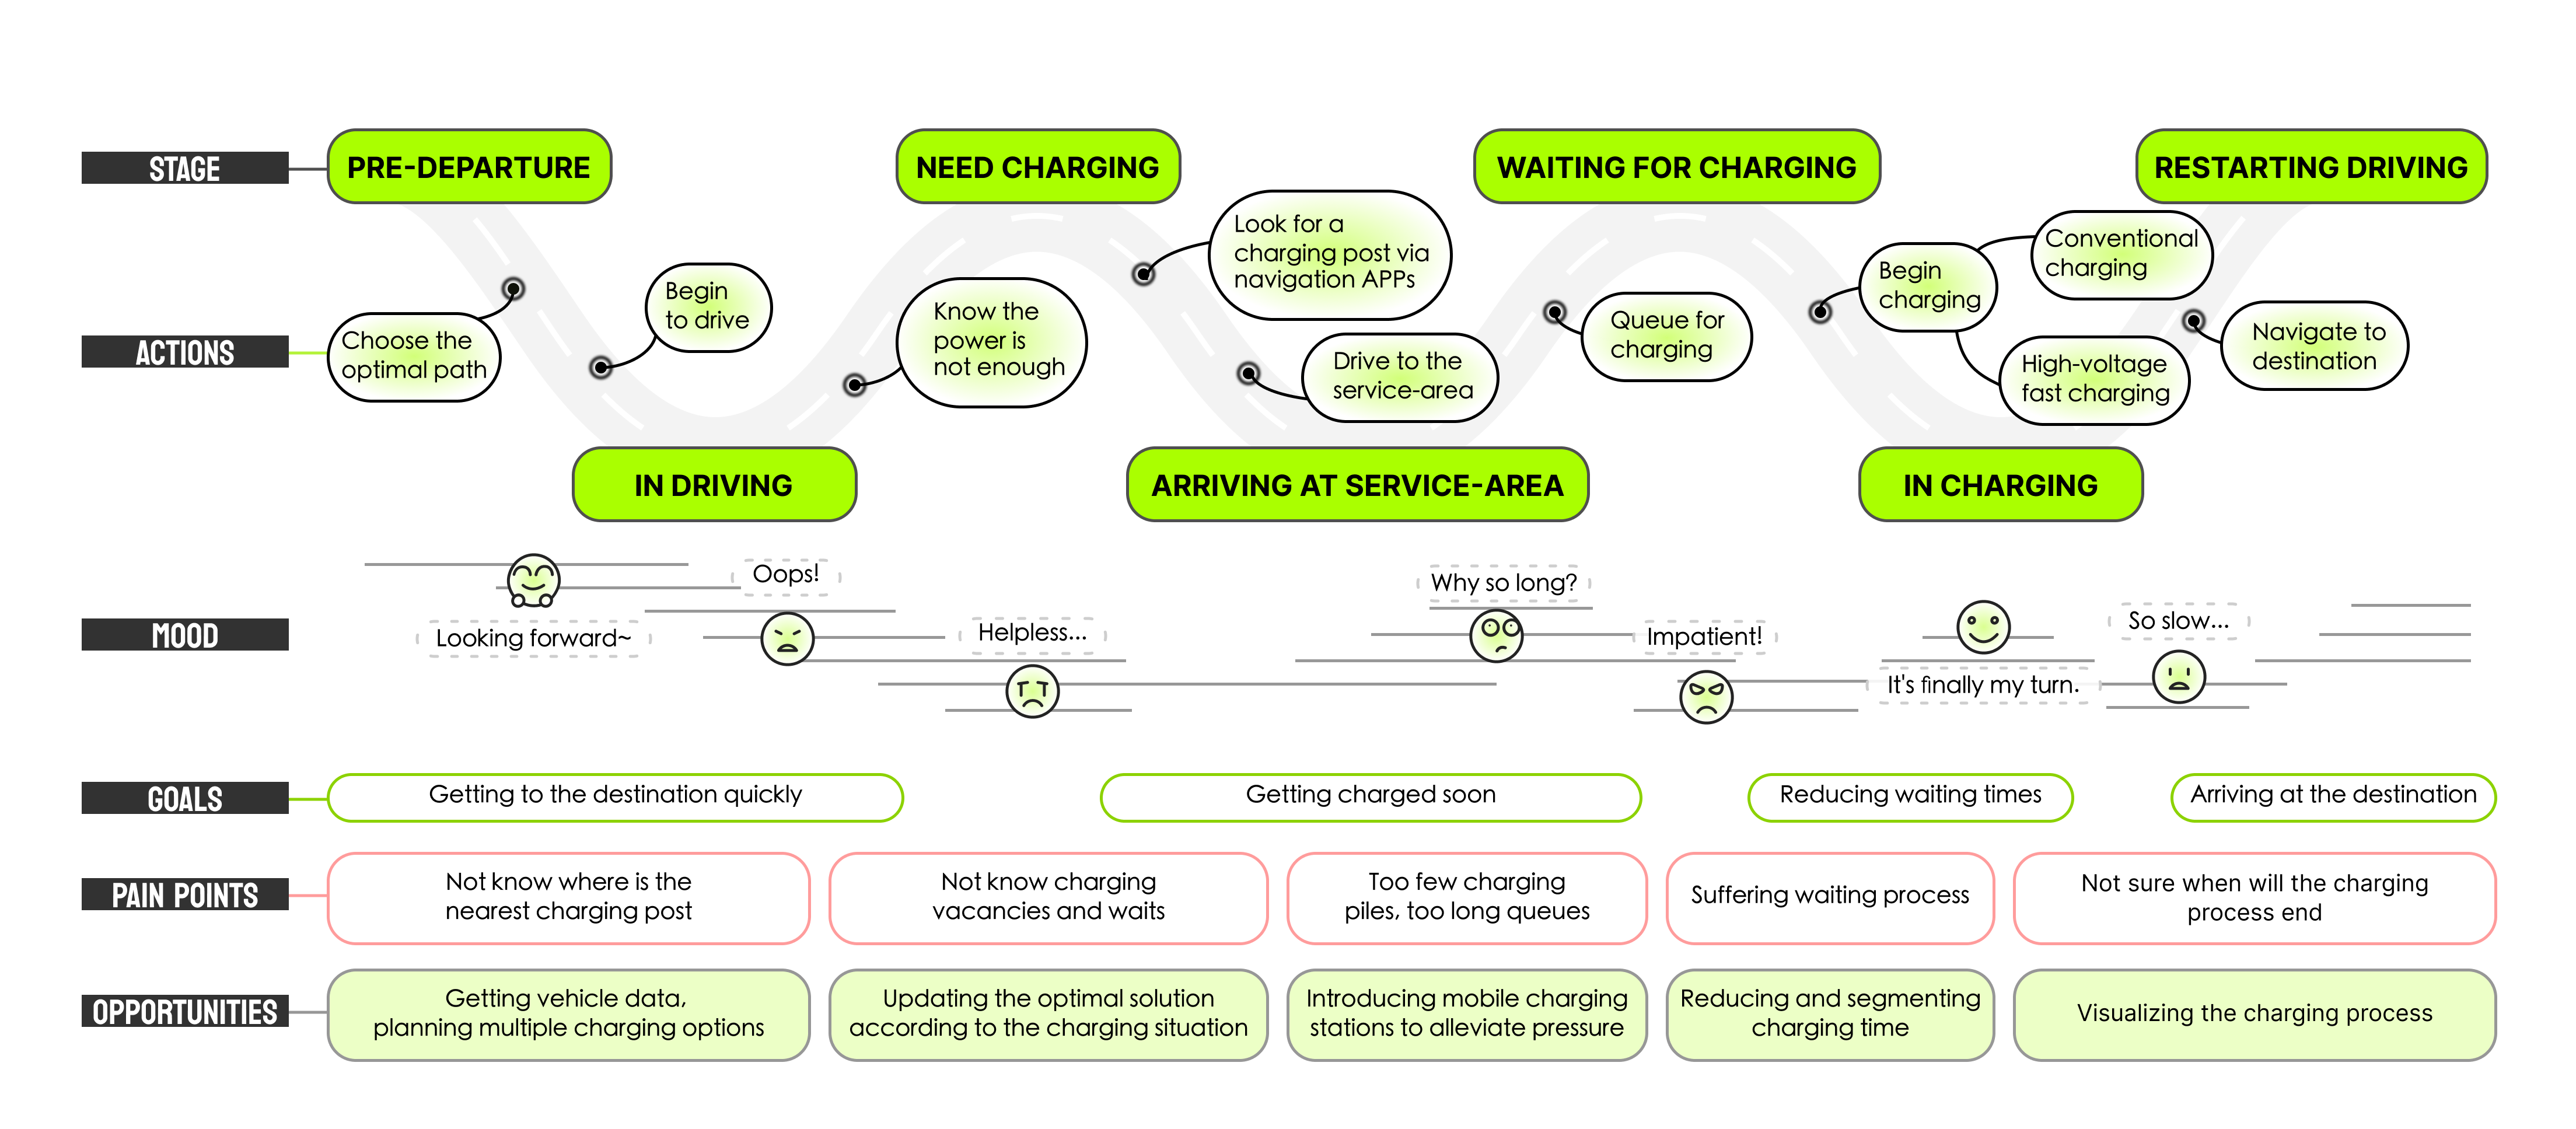 STAGE
PRE-DEPARTURE
NEED CHARGING
WAITING FOR CHARGING
RESTARTING DRIVING
ACTIONS
Choose the
optimal path
Begin
to drive
Know the
power is
not enough
Look for a
charging post via
navigation APPs
Drive to the
service-area
Queue for
charging
Begin
charging
Conventional
charging
High-voltage
fast charging
Navigate to
destination
IN DRIVING
ARRIVING AT SERVICE-AREA
IN CHARGING
MOOD
Looking forward~
Oops!
Helpless...
Why so long?
Impatient!
It's finally my turn.
So slow...
GOALS
Getting to the destination quickly
Getting charged soon
Reducing waiting times
Arriving at the destination
PAIN POINTS
Not know where is the
nearest charging post
Not know charging
vacancies and waits
Too few charging
piles, too long queues
Suffering waiting process
Not sure when will the charging
process end
OPPORTUNITIES
Getting vehicle data,
planning multiple charging options
Updating the optimal solution
according to the charging situation
Introducing mobile charging
stations to alleviate pressure
Reducing and segmenting
charging time
Visualizing the charging process